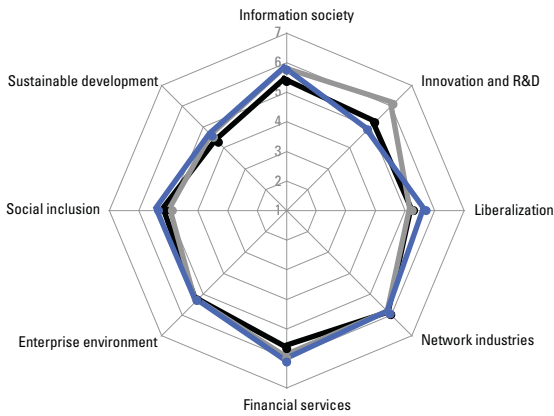 Information society
7
6
5
4
3
2
1
Innovation and R&D
Sustainable development
Social inclusion
Liberalization
Enterprise environment
Network industries
Financial services